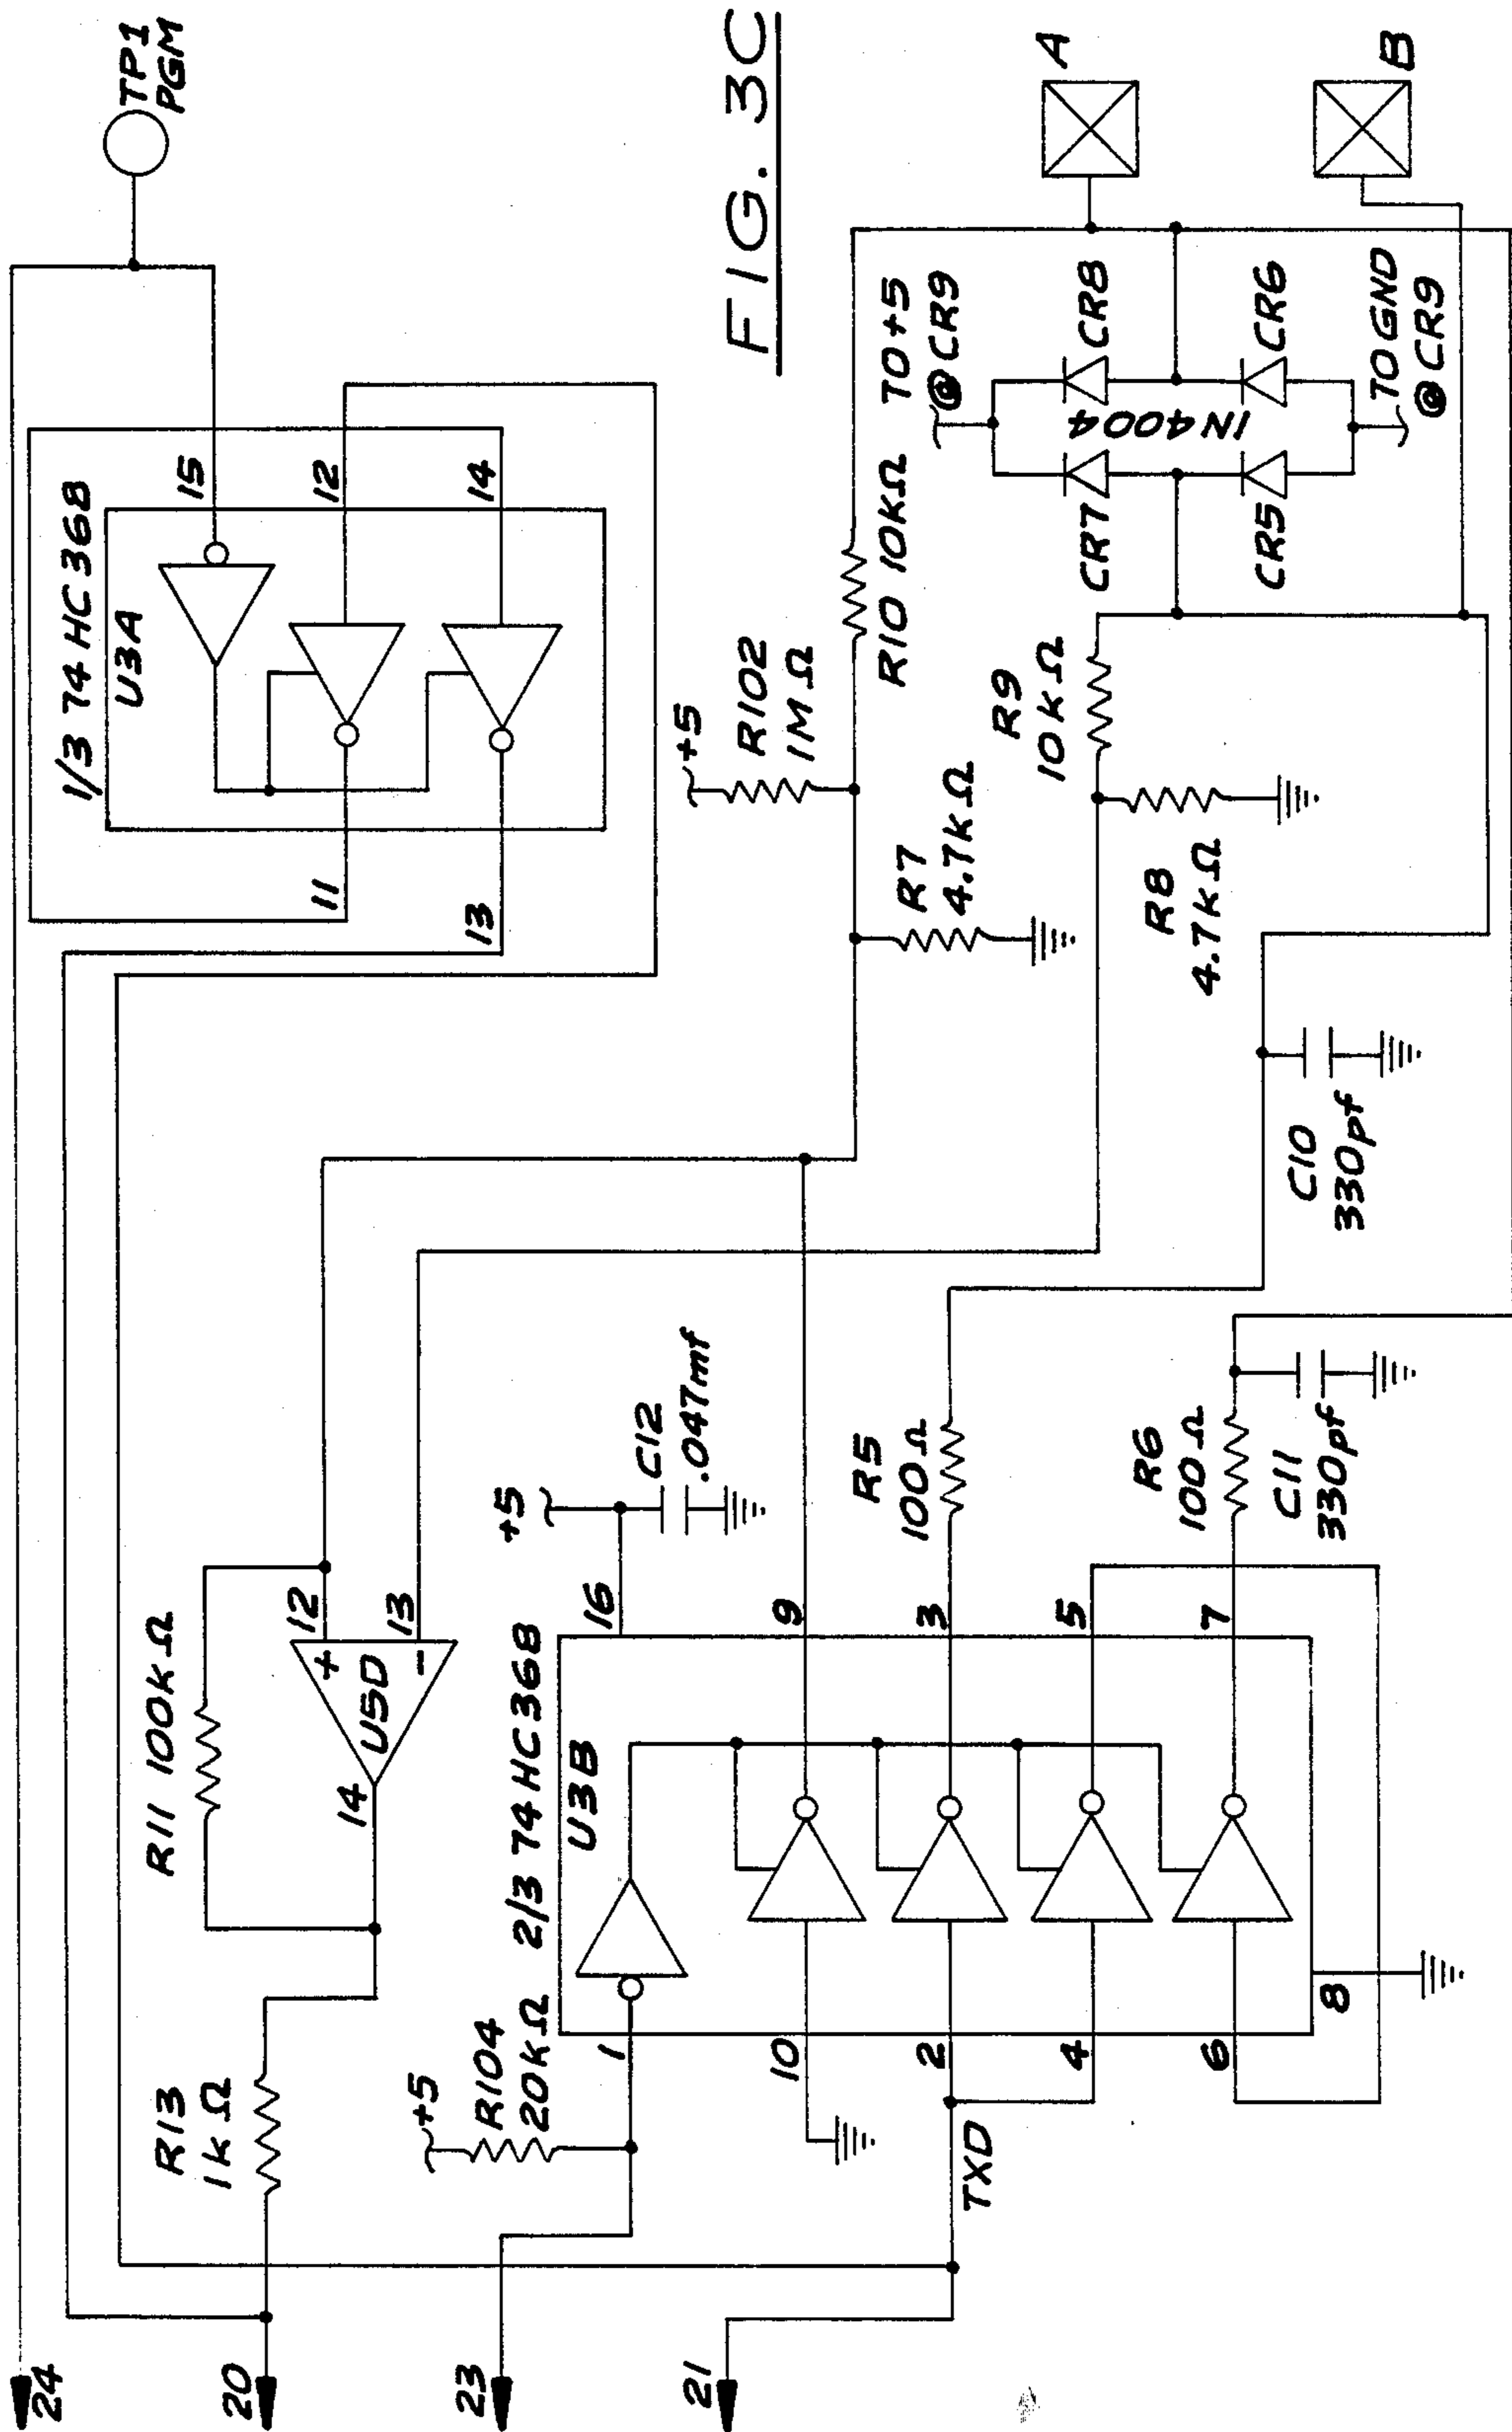 24
20
23
21
TP1
PGM
1/3 74HC368
U3A
15
12
14
11
13
FIG. 3C
R11 100KΩ
R13
1KΩ
12
13
+
-
U5D
14
+5
R104
20KΩ
2/3 74HC368
U3B
1
10
2
4
6
8
16
9
3
5
7
TXD
+5
C12
.047mf
R5
100Ω
R6
100Ω
C11
330pf
C10
330pf
+5
R102
1MΩ
R7
4.7KΩ
R10 10KΩ
R9
10KΩ
R8
4.7KΩ
TO+5
@CR9
CR7
CR8
IN4004
CR5
CR6
TO GND
@CR9
A
B